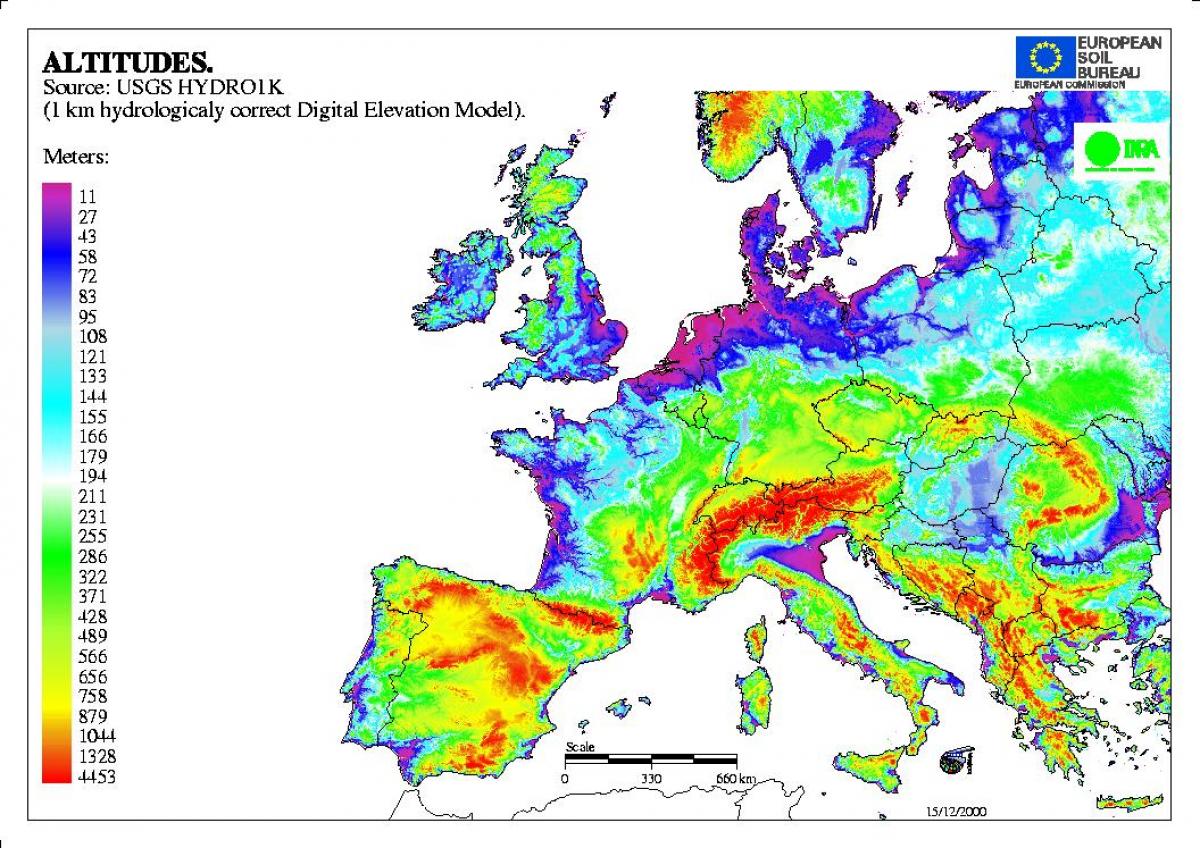 ALTITUDES.
Source: USGS HYDRO1K
(1 km hydrologicaly correct Digital Elevation Model).
Meters:
11
27
43
58
72
83
95
108
121
133
144
155
166
179
194
211
231
255
286
322
371
428
489
566
656
758
879
1044
1328
4453
EUROPEAN
SOIL
BUREAU
EUROPEAN COMMISSION
INRA
Scale
0 330 660 km
15/12/2000